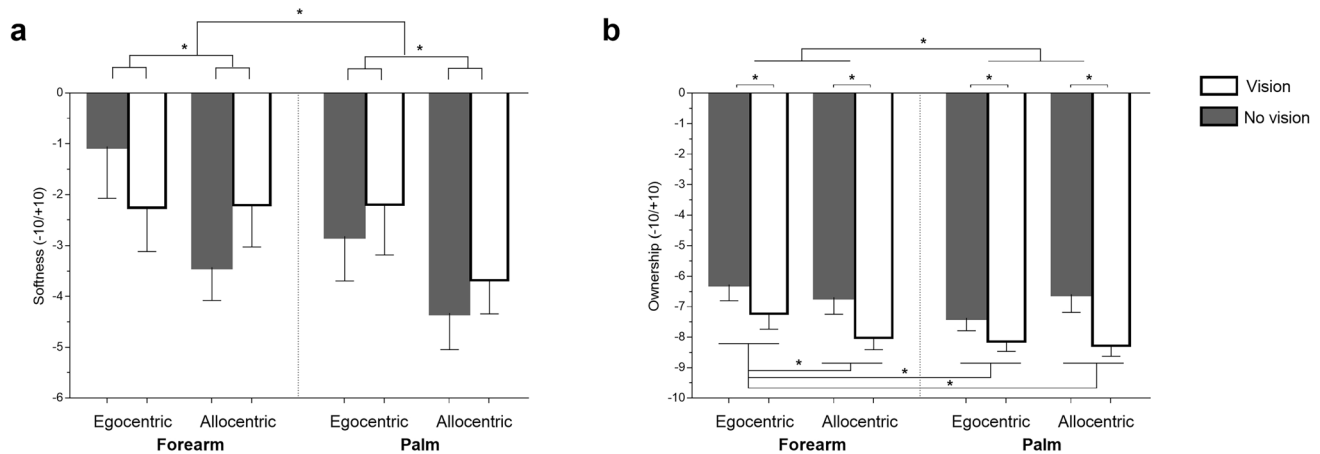 a
*
*
*
0
-1
-2
-3
-4
-5
-6
Softness (-10/+10)
Egocentric Allocentric Egocentric Allocentric
Forearm Palm
b
*
* * * *
0
-1
-2
-3
-4
-5
-6
-7
-8
-9
-10
Ownership (-10/+10)
*
*
*
Egocentric Allocentric Egocentric Allocentric
Forearm Palm
Vision
No vision